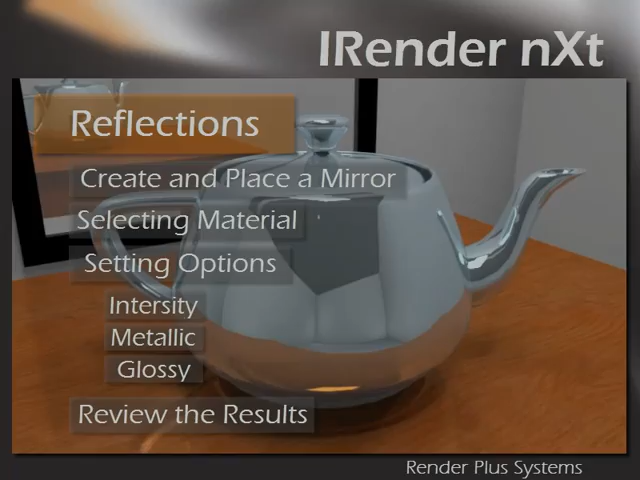 IRender nXt
Reflections
Create and Place a Mirror
Selecting Material
Setting Options
Intersity
Metallic
Glossy
Review the Results
Render Plus Systems